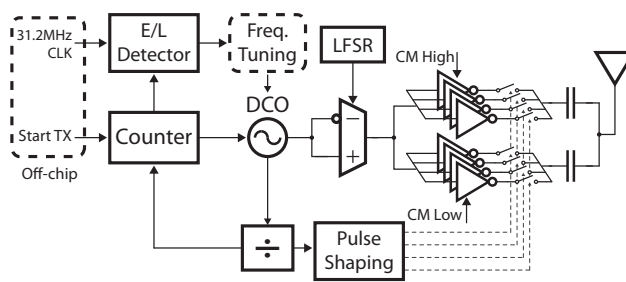 31.2MHz
CLK
E/L
Detector
Freq.
Tuning
LFSR
CM High
DCO
Start TX
Counter
−
+
Off-chip
CM Low
÷
Pulse
Shaping